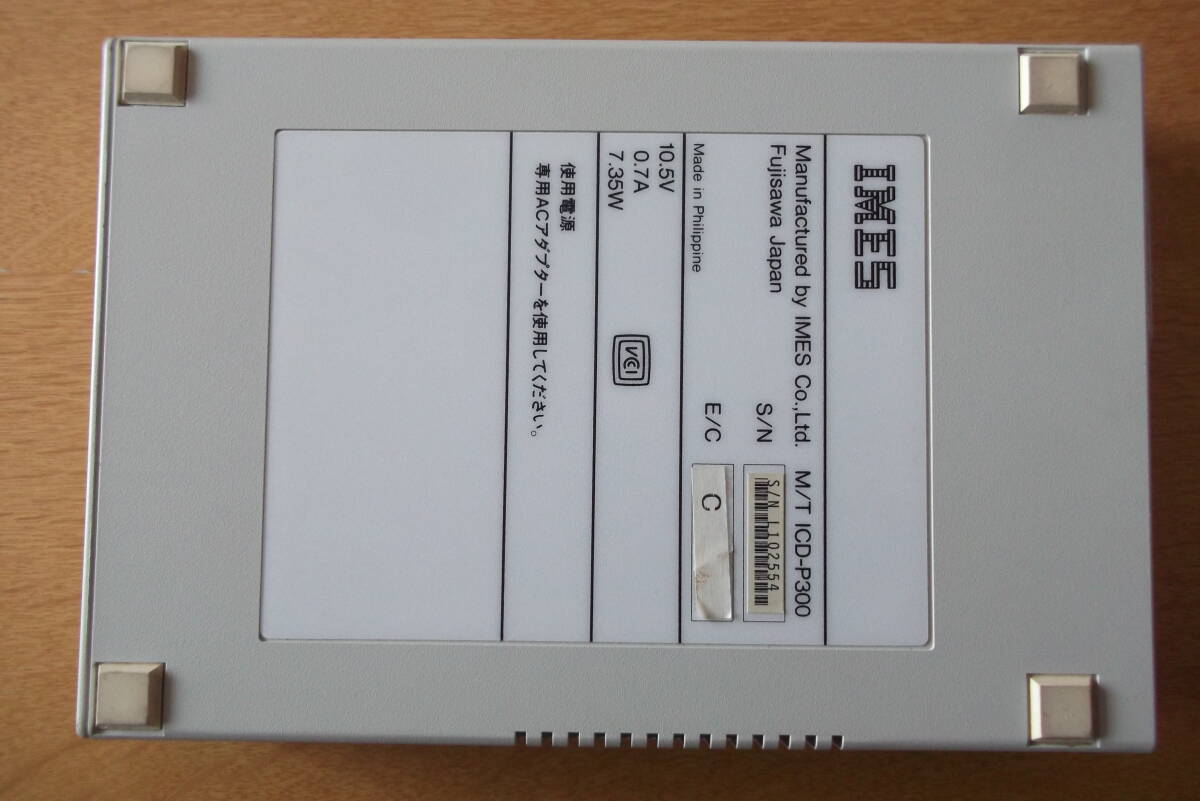 IMES
Manufactured by IMES Co.,Ltd. M/T ICD-P300
Fujisawa Japan
S/N
S/N L102554
Made in Philippine
E/C
C
10.5V
0.7A
7.35W
VCCI
使用電源
専用ACアダプターを使用してください。